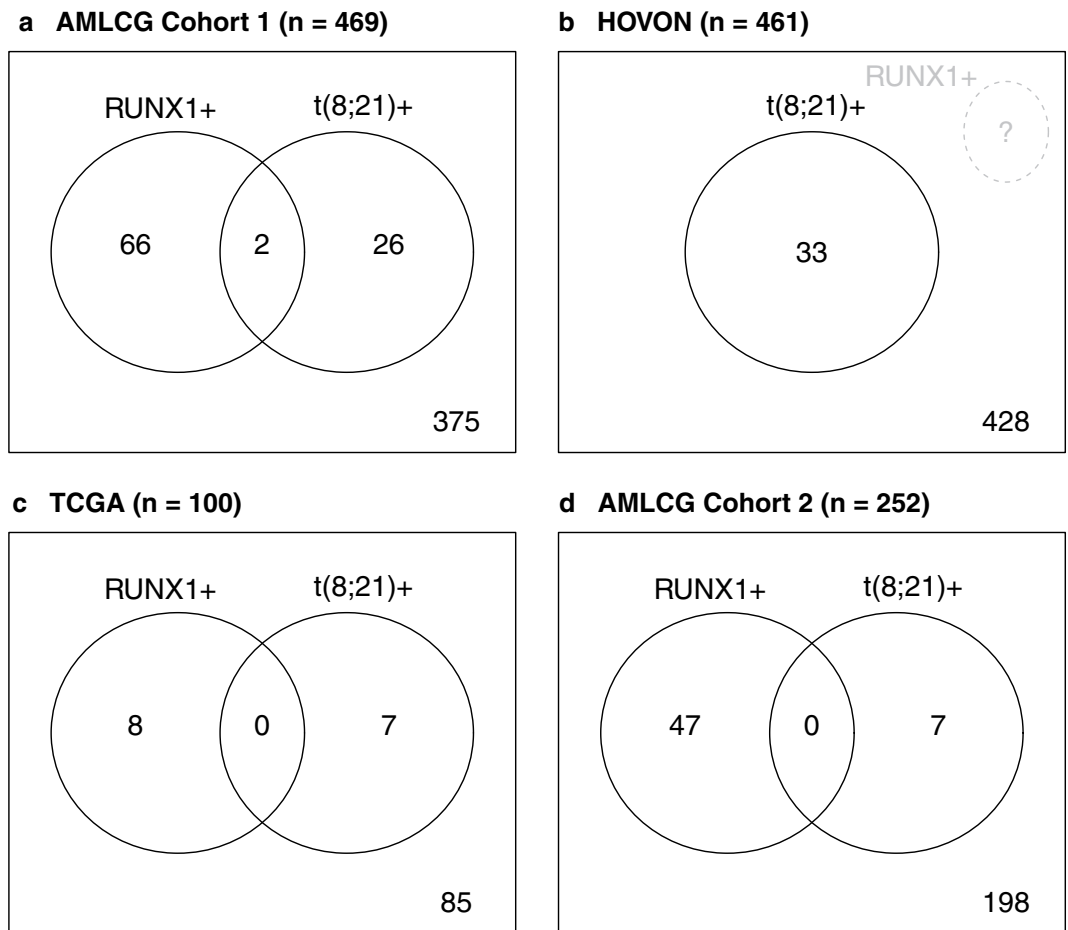 a AMLCG Cohort 1 (n = 469)
RUNX1+ t(8;21)+
66 2 26
375
b HOVON (n = 461)
RUNX1+
t(8;21)+
?
33
428
c TCGA (n = 100)
RUNX1+ t(8;21)+
8 0 7
85
d AMLCG Cohort 2 (n = 252)
RUNX1+ t(8;21)+
47 0 7
198